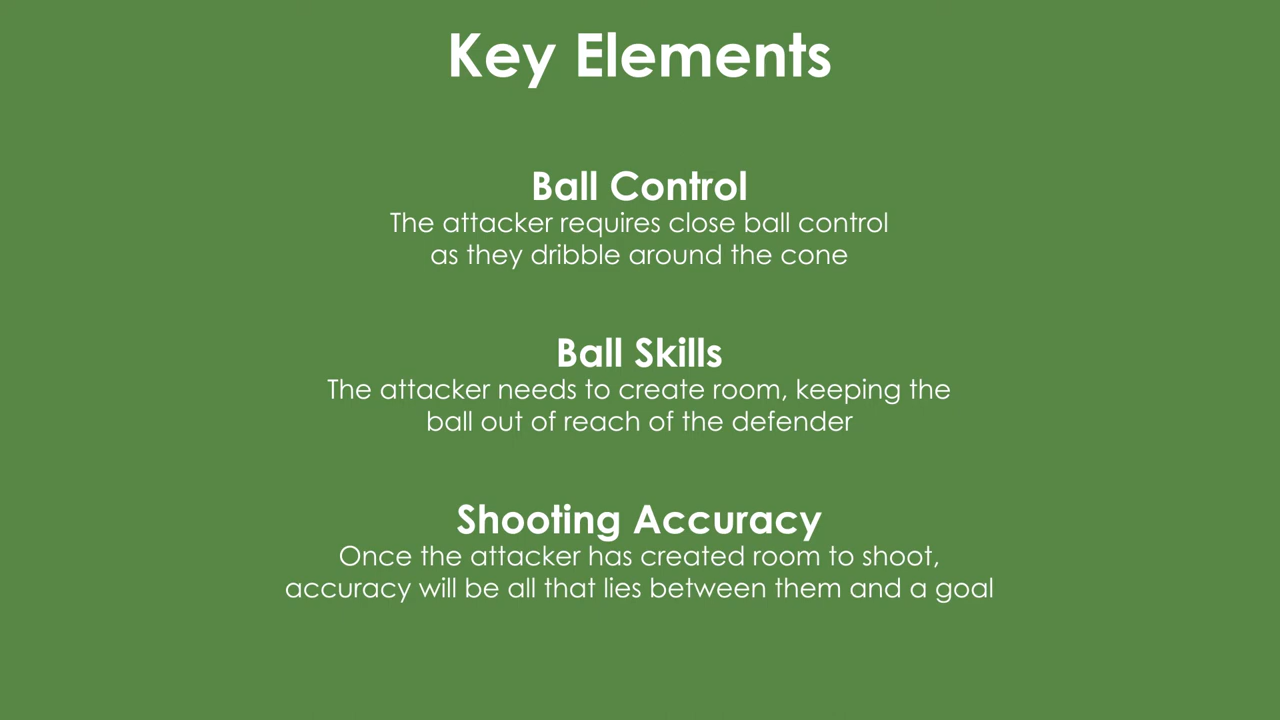 Key Elements
Ball Control
The attacker requires close ball control
as they dribble around the cone
Ball Skills
The attacker needs to create room, keeping the
ball out of reach of the defender
Shooting Accuracy
Once the attacker has created room to shoot,
accuracy will be all that lies between them and a goal